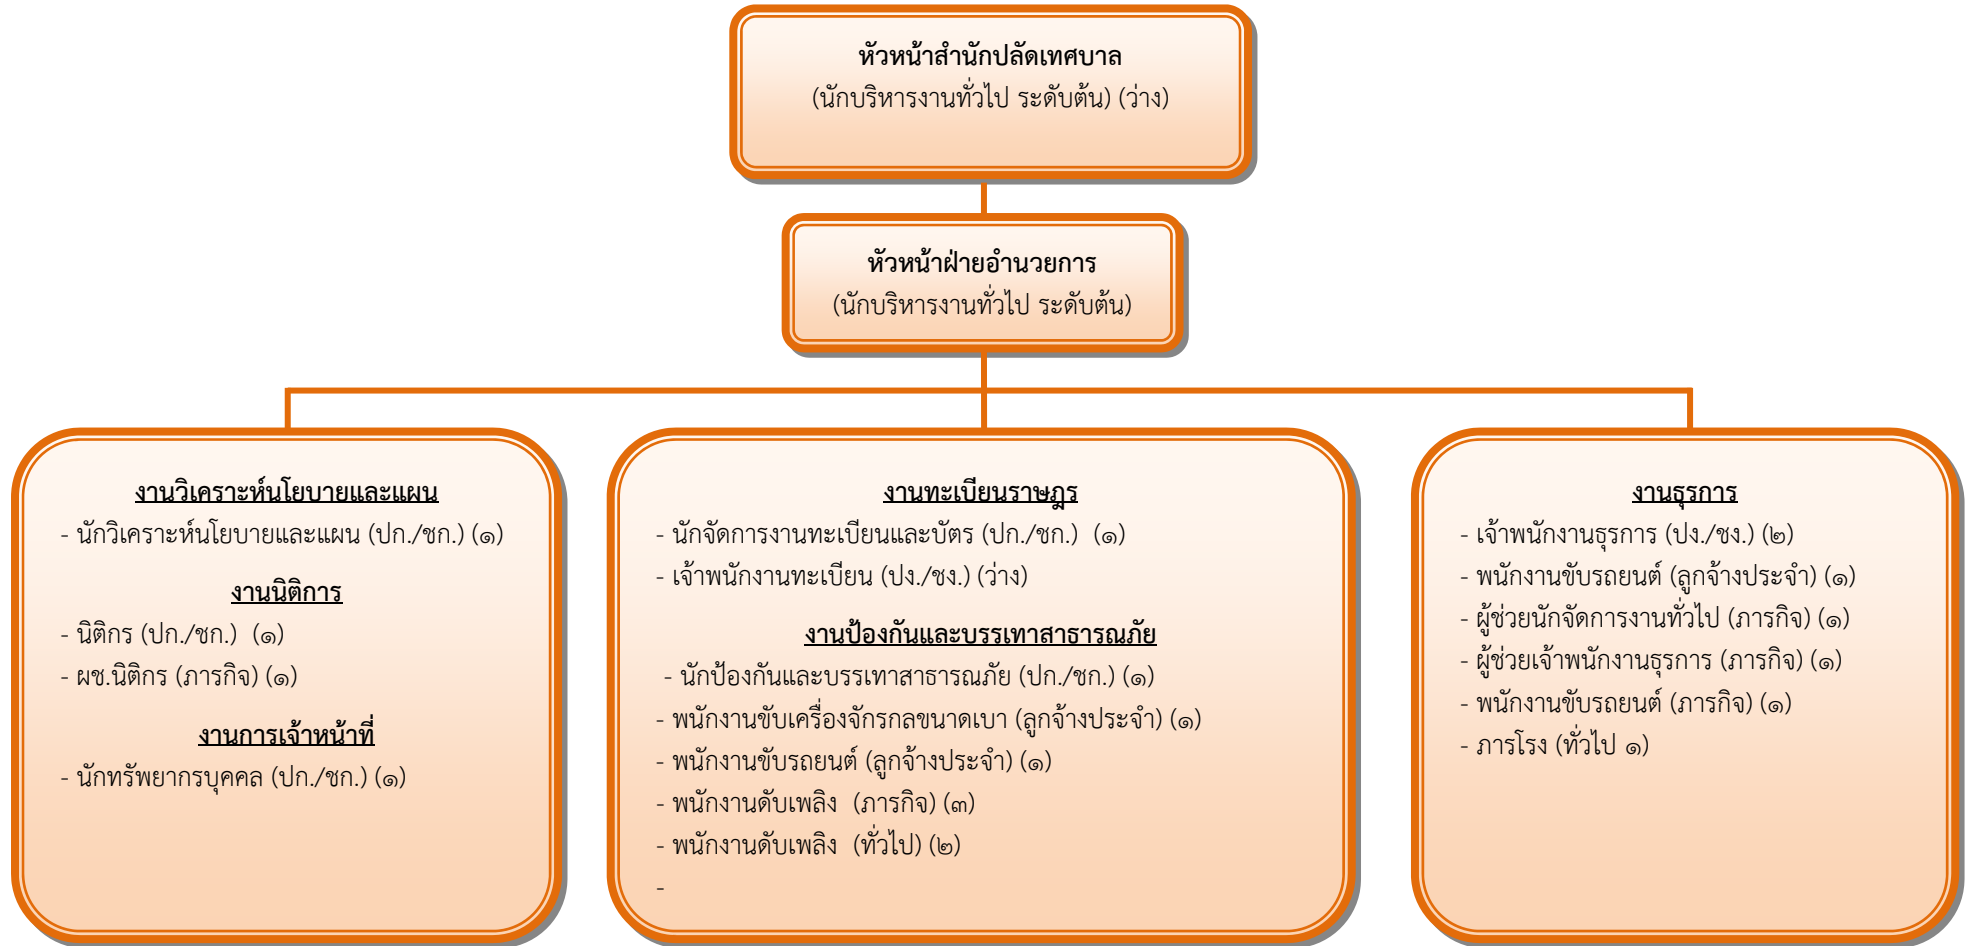 หัวหน้าสำนักปลัดเทศบาล
(นักบริหารงานทั่วไป ระดับต้น) (ว่าง)
หัวหน้าฝ่ายอำนวยการ
(นักบริหารงานทั่วไป ระดับต้น)
งานวิเคราะห์นโยบายและแผน
- นักวิเคราะห์นโยบายและแผน (ปก./ชก.) (๑)
งานนิติการ
- นิติกร (ปก./ชก.) (๑)
- ผช.นิติกร (ภารกิจ) (๑)
งานการเจ้าหน้าที่
- นักทรัพยากรบุคคล (ปก./ชก.) (๑)
งานทะเบียนราษฎร
- นักจัดการงานทะเบียนและบัตร (ปก./ชก.) (๑)
- เจ้าพนักงานทะเบียน (ปง./ชง.) (ว่าง)
งานป้องกันและบรรเทาสาธารณภัย
- นักป้องกันและบรรเทาสาธารณภัย (ปก./ชก.) (๑)
- พนักงานขับเครื่องจักรกลขนาดเบา (ลูกจ้างประจำ) (๑)
- พนักงานขับรถยนต์ (ลูกจ้างประจำ) (๑)
- พนักงานดับเพลิง (ภารกิจ) (๓)
- พนักงานดับเพลิง (ทั่วไป) (๒)
-
งานธุรการ
- เจ้าพนักงานธุรการ (ปง./ชง.) (๒)
- พนักงานขับรถยนต์ (ลูกจ้างประจำ) (๑)
- ผู้ช่วยนักจัดการงานทั่วไป (ภารกิจ) (๑)
- ผู้ช่วยเจ้าพนักงานธุรการ (ภารกิจ) (๑)
- พนักงานขับรถยนต์ (ภารกิจ) (๑)
- ภารโรง (ทั่วไป ๑)